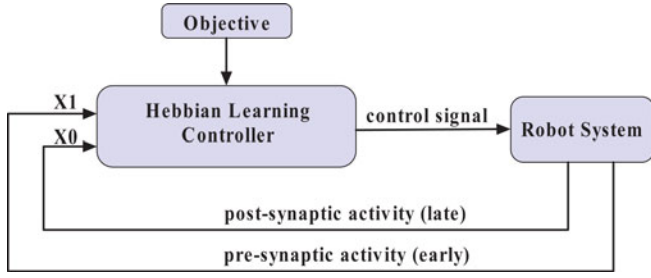 Objective
X1
Hebbian Learning
Controller
control signal
Robot System
X0
post-synaptic activity (late)
pre-synaptic activity (early)